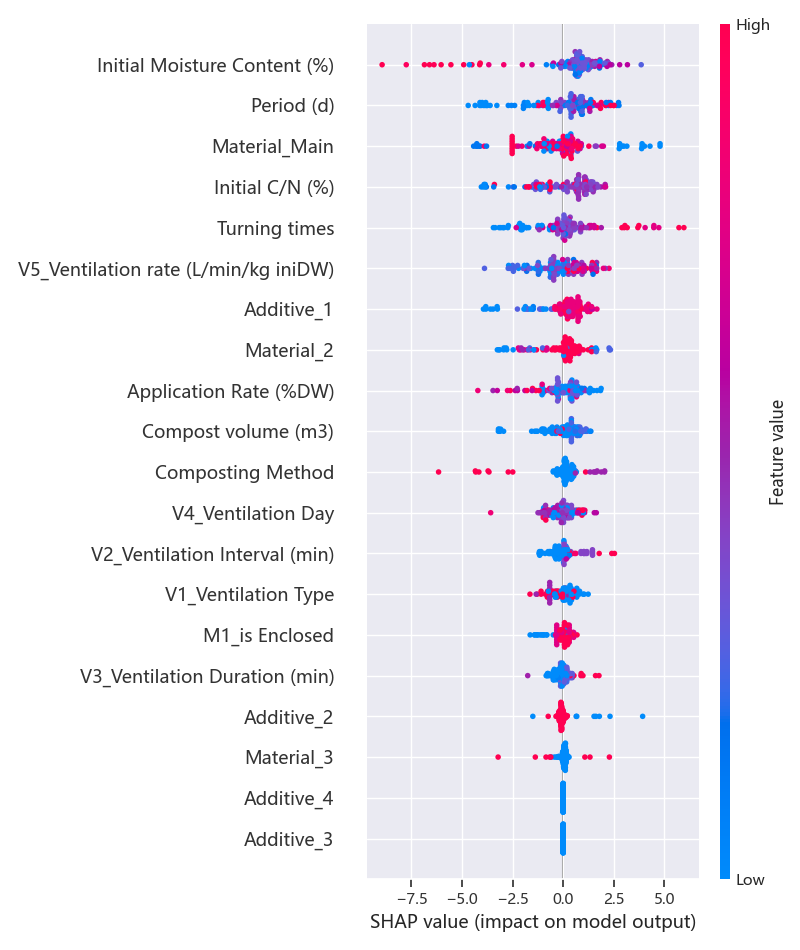 High
Initial Moisture Content (%)
Period (d)
Material_Main
Initial C/N (%)
Turning times
V5_Ventilation rate (L/min/kg iniDW)
Additive_1
Material_2
Application Rate (%DW)
Compost volume (m3)
Composting Method
V4_Ventilation Day
V2_Ventilation Interval (min)
V1_Ventilation Type
M1_is Enclosed
V3_Ventilation Duration (min)
Additive_2
Material_3
Additive_4
Additive_3
Feature value
Low
−7.5 −5.0 −2.5 0.0 2.5 5.0
SHAP value (impact on model output)